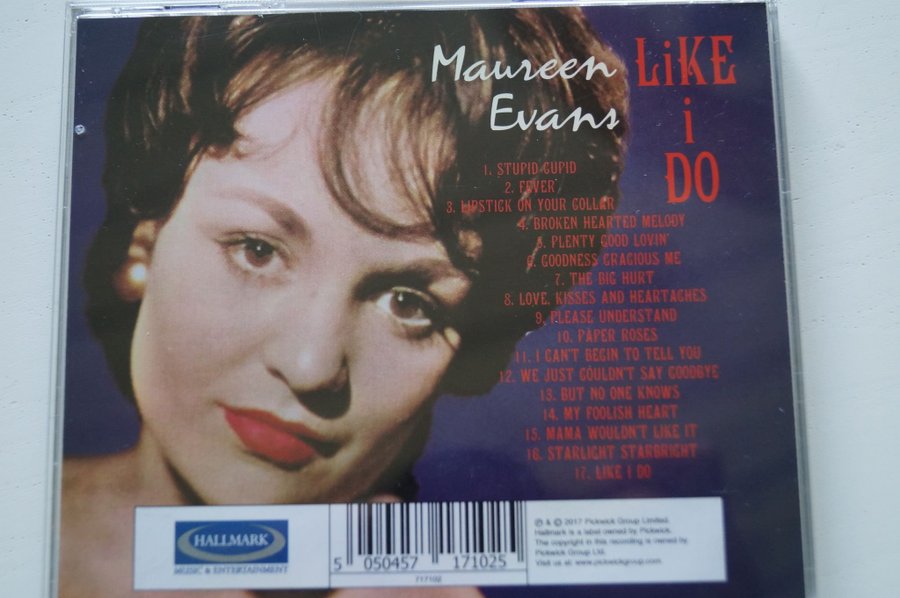 Maureen
Evans
LiKE
i
DO
1. STUPID CUPID
2. FEVER
3. LIPSTICK ON YOUR COLLAR
4. BROKEN HEARTED MELODY
5. PLENTY GOOD LOVIN'
6. GOODNESS GRACIOUS ME
7. THE BIG HURT
8. LOVE, KISSES AND HEARTACHES
9. PLEASE UNDERSTAND
10. PAPER ROSES
11. I CAN'T BEGIN TO TELL YOU
12. WE JUST COULDN'T SAY GOODBYE
13. BUT NO ONE KNOWS
14. MY FOOLISH HEART
15. MAMA WOULDN'T LIKE IT
16. STARLIGHT STARBRIGHT
17. LIKE I DO
HALLMARK
MUSIC & ENTERTAINMENT
5 050457 171025
717102
℗ & © 2017 Pickwick Group Limited.
Hallmark is a label owned by Pickwick.
The copyright in this recording is owned by
Pickwick Group Ltd.
Visit us at: www.pickwickgroup.com